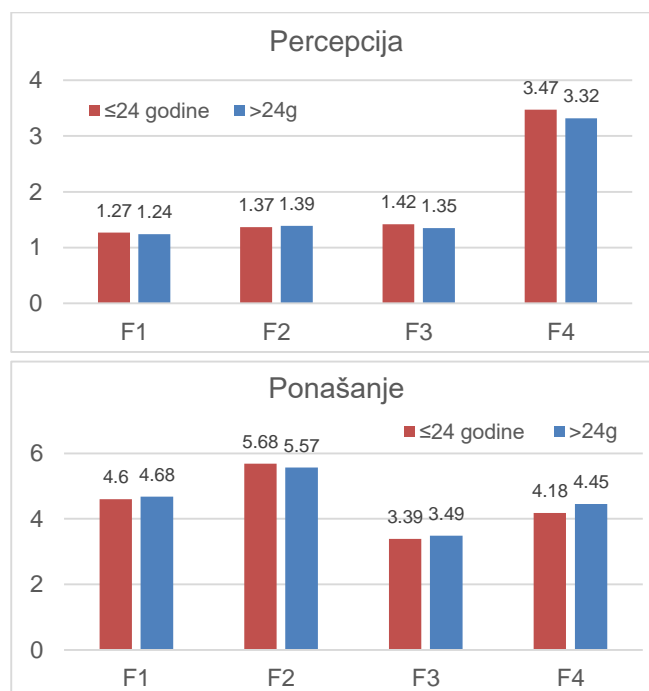 Percepcija
4
3
2
1
0
≤24 godine >24g
1.27 1.24 1.37 1.39 1.42 1.35 3.47 3.32
F1 F2 F3 F4
Ponašanje
≤24 godine >24g
6
4
2
0
4.6 4.68 5.68 5.57 3.39 3.49 4.18 4.45
F1 F2 F3 F4